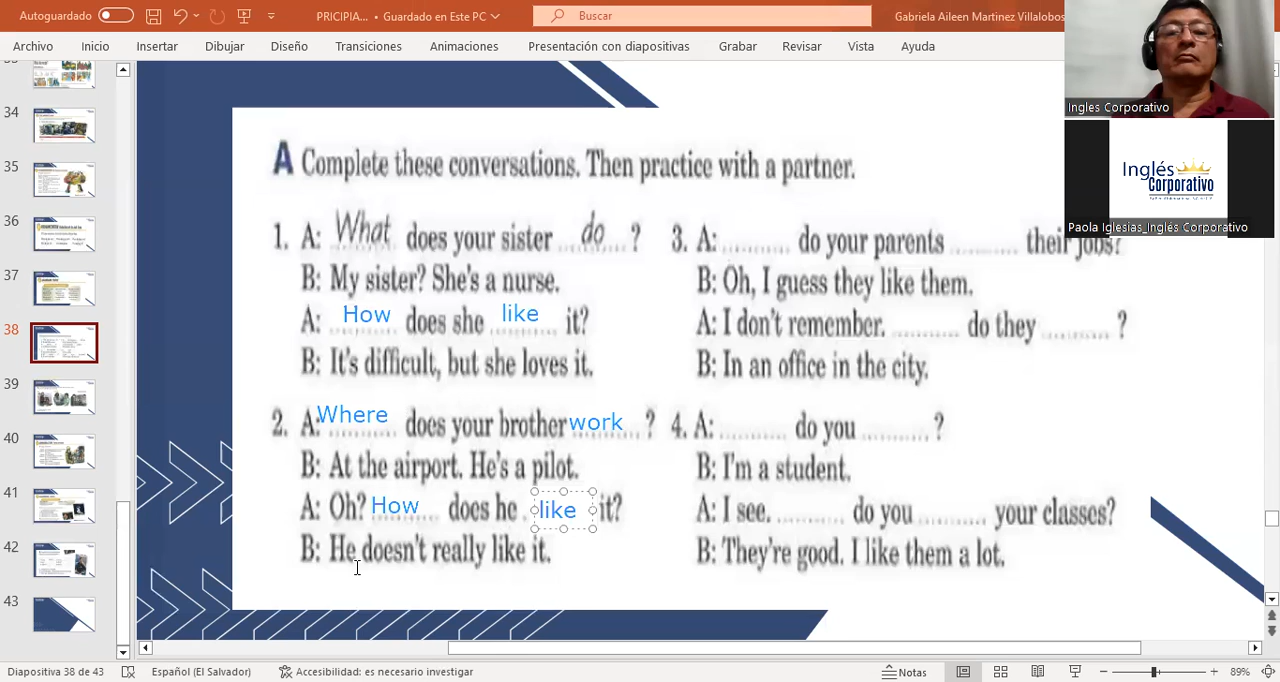 Autoguardado
PRICIPIA... • Guardado en Este PC
Buscar
Gabriela Aileen Martinez Villalobos
Archivo Inicio Insertar Dibujar Diseño Transiciones Animaciones Presentación con diapositivas Grabar Revisar Vista Ayuda
Ingles Corporativo
Inglés
Corporativo
Paola Iglesias_Inglés Corporativo
34
35
36
37
38
39
40
41
42
43
A Complete these conversations. Then practice with a partner.
1. A: What does your sister do ?
B: My sister? She's a nurse.
A: How does she like it?
B: It's difficult, but she loves it.
2. A: Where does your brother work ?
B: At the airport. He's a pilot.
A: Oh? How does he like it?
B: He doesn't really like it.
3. A: .......... do your parents .......... their jobs?
B: Oh, I guess they like them.
A: I don't remember. .......... do they .......... ?
B: In an office in the city.
4. A: .......... do you .......... ?
B: I'm a student.
A: I see. .......... do you .......... your classes?
B: They're good. I like them a lot.
Diapositiva 38 de 43 Español (El Salvador) Accesibilidad: es necesario investigar Notas 89%